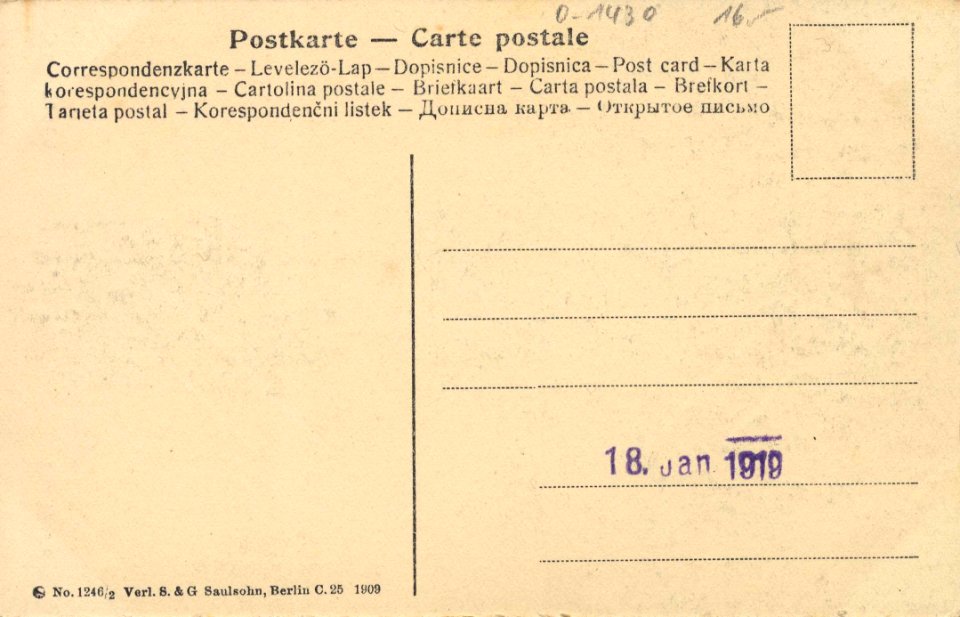 0-1430 16.-
Postkarte — Carte postale
Correspondenzkarte – Levelező-Lap – Dopisnice – Dopisnica – Post card – Karta
korespondencyjna – Cartolina postale – Briefkaart – Carta postala – Brefkort –
Tarjeta postal – Korespondenční listek – Дописна карта – Открытое письмо
18. Jan 1919
No. 1246/2 Verl. S. & G Saulsohn, Berlin C. 25 1909